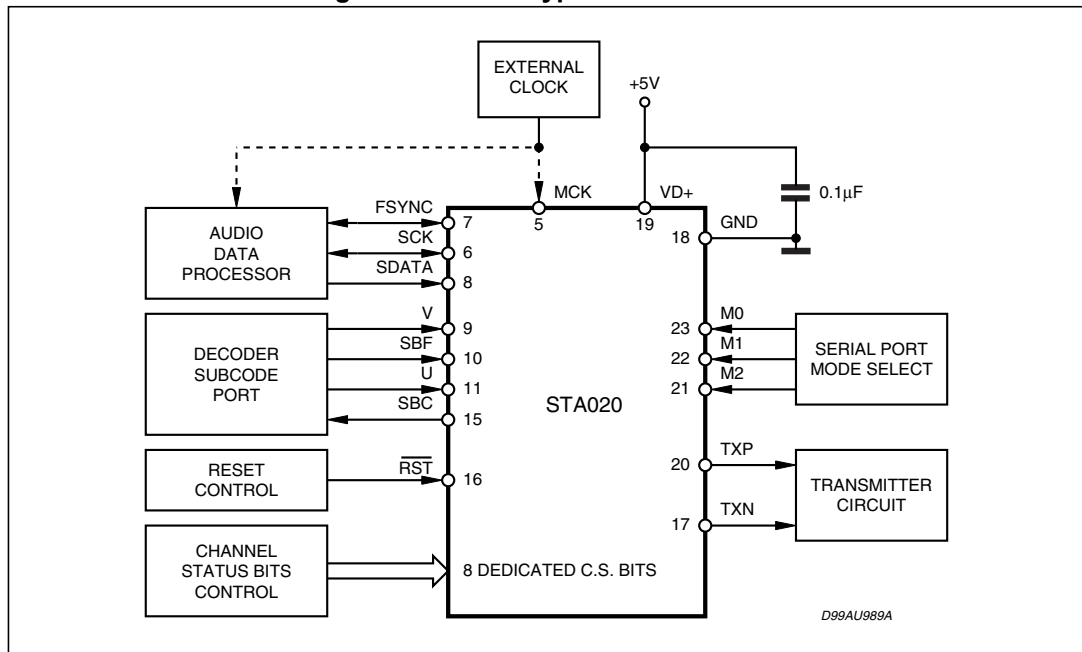 EXTERNAL
CLOCK
+5V
MCK
VD+
5
19
0.1µF
GND
18
AUDIO
DATA
PROCESSOR
FSYNC
7
SCK
6
SDATA
8
DECODER
SUBCODE
PORT
V
9
SBF
10
U
11
SBC
15
STA020
23
M0
22
M1
21
M2
SERIAL PORT
MODE SELECT
RESET
CONTROL
RST
16
20
TXP
17
TXN
TRANSMITTER
CIRCUIT
CHANNEL
STATUS BITS
CONTROL
8 DEDICATED C.S. BITS
D99AU989A